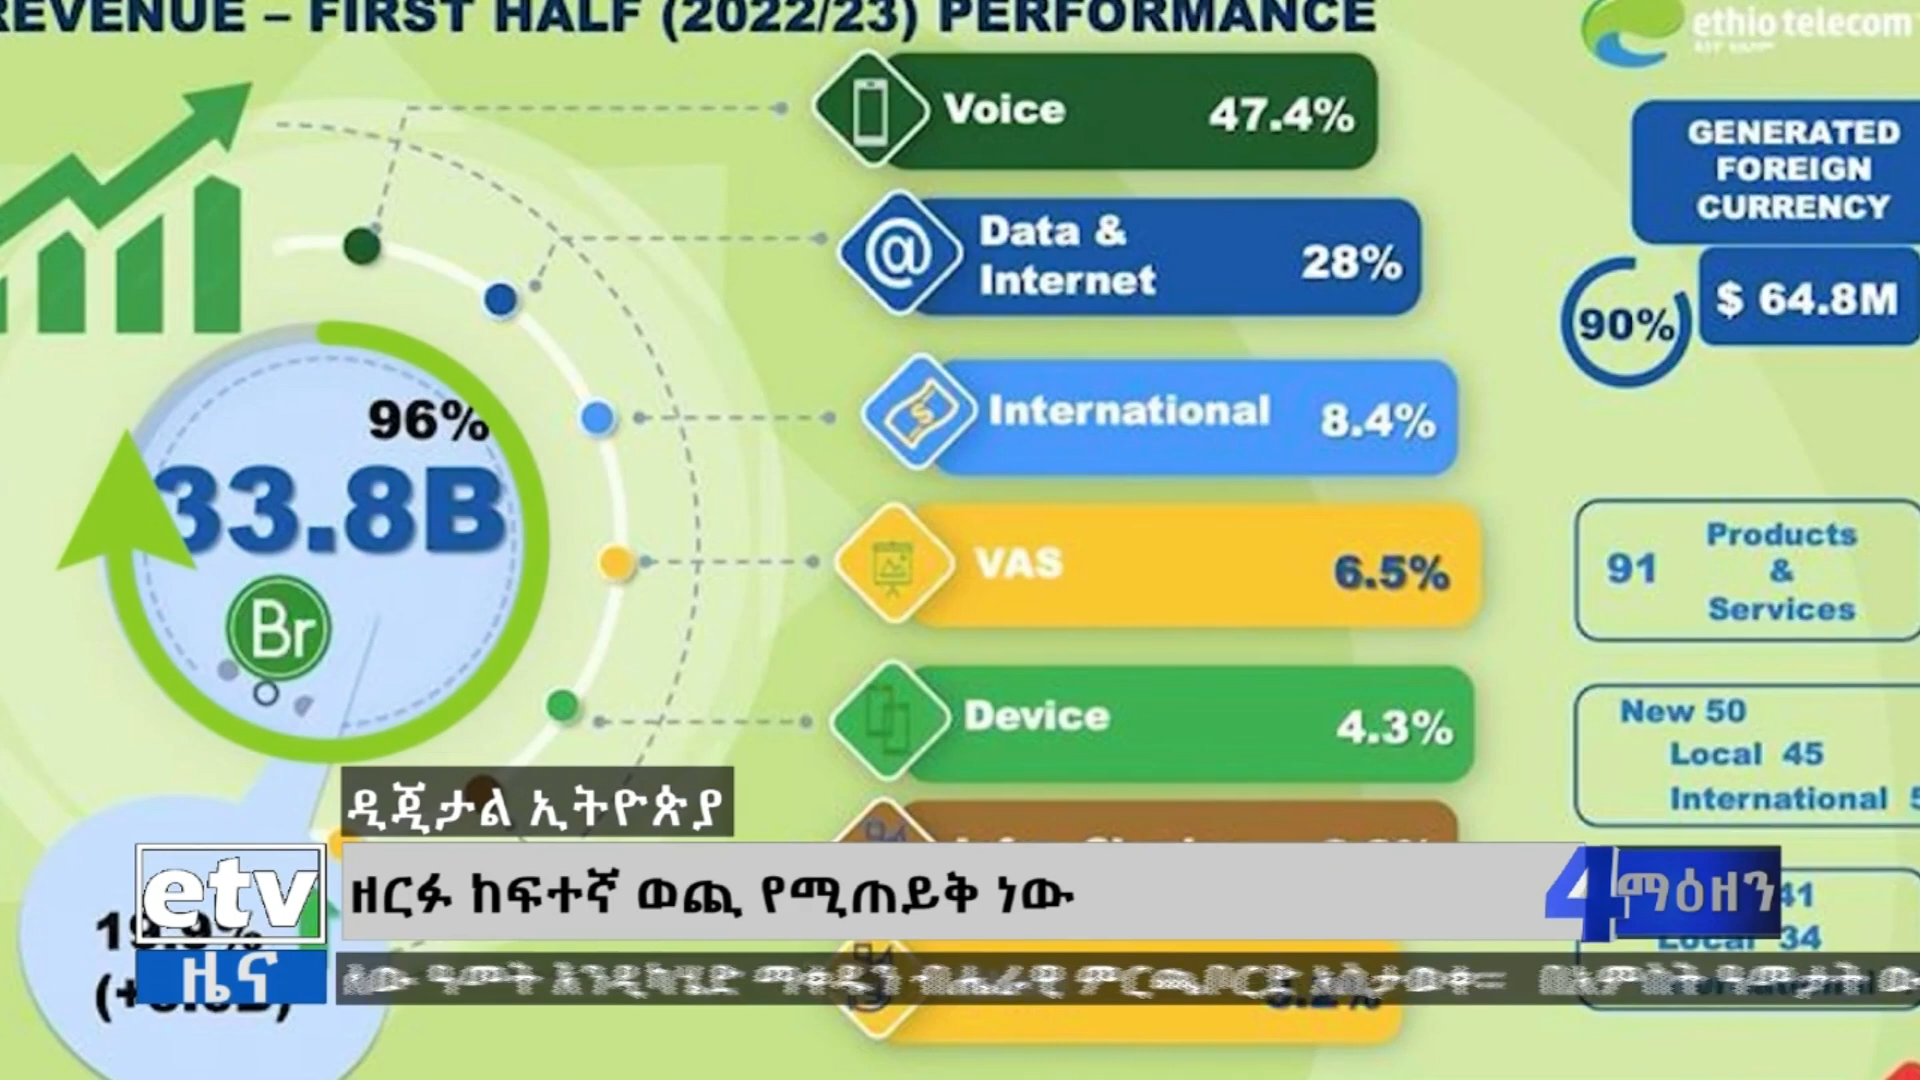 REVENUE – FIRST HALF (2022/23) PERFORMANCE
ethio telecom
Voice 47.4%
Data & Internet 28%
International 8.4%
VAS 6.5%
Device 4.3%
96%
33.8B
Br
GENERATED
FOREIGN
CURRENCY
90%
$ 64.8M
91 Products
&
Services
New 50
Local 45
International 5
41
Local 34
ዲጂታል ኢትዮጵያ
etv
ዘርፉ ከፍተኛ ወጪ የሚጠይቅ ነው
4ማዕዘን
ዜና